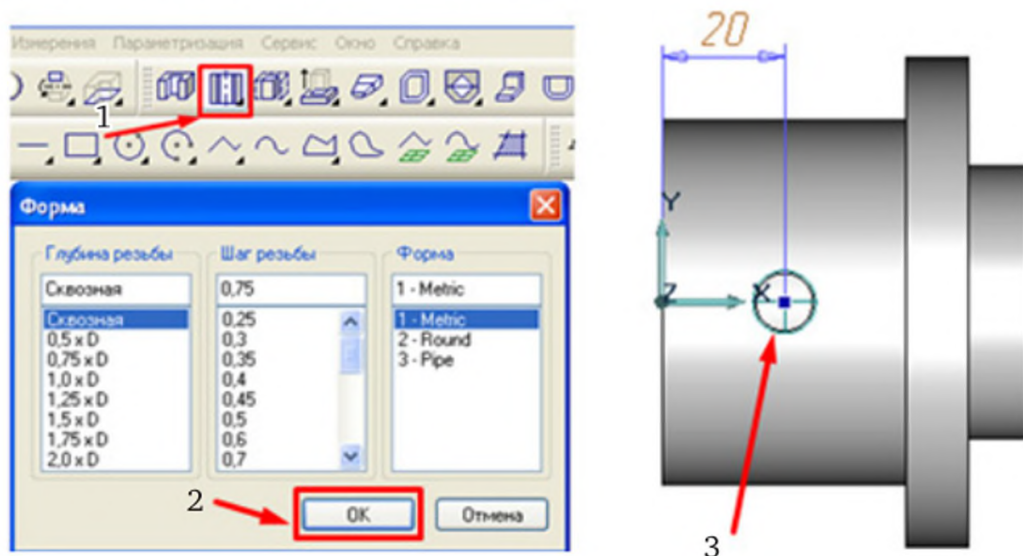 Измерения Параметризация Сервис Окно Справка
1
Форма
Глубина резьбы
Сквозная
Сквозная
0,5 x D
0,75 x D
1,0 x D
1,25 x D
1,5 x D
1,75 x D
2,0 x D
Шаг резьбы
0,75
0,25
0,3
0,35
0,4
0,45
0,5
0,6
0,7
Форма
1 - Metric
1 - Metric
2 - Round
3 - Pipe
2
OK
Отмена
20
Y
Z
X
3